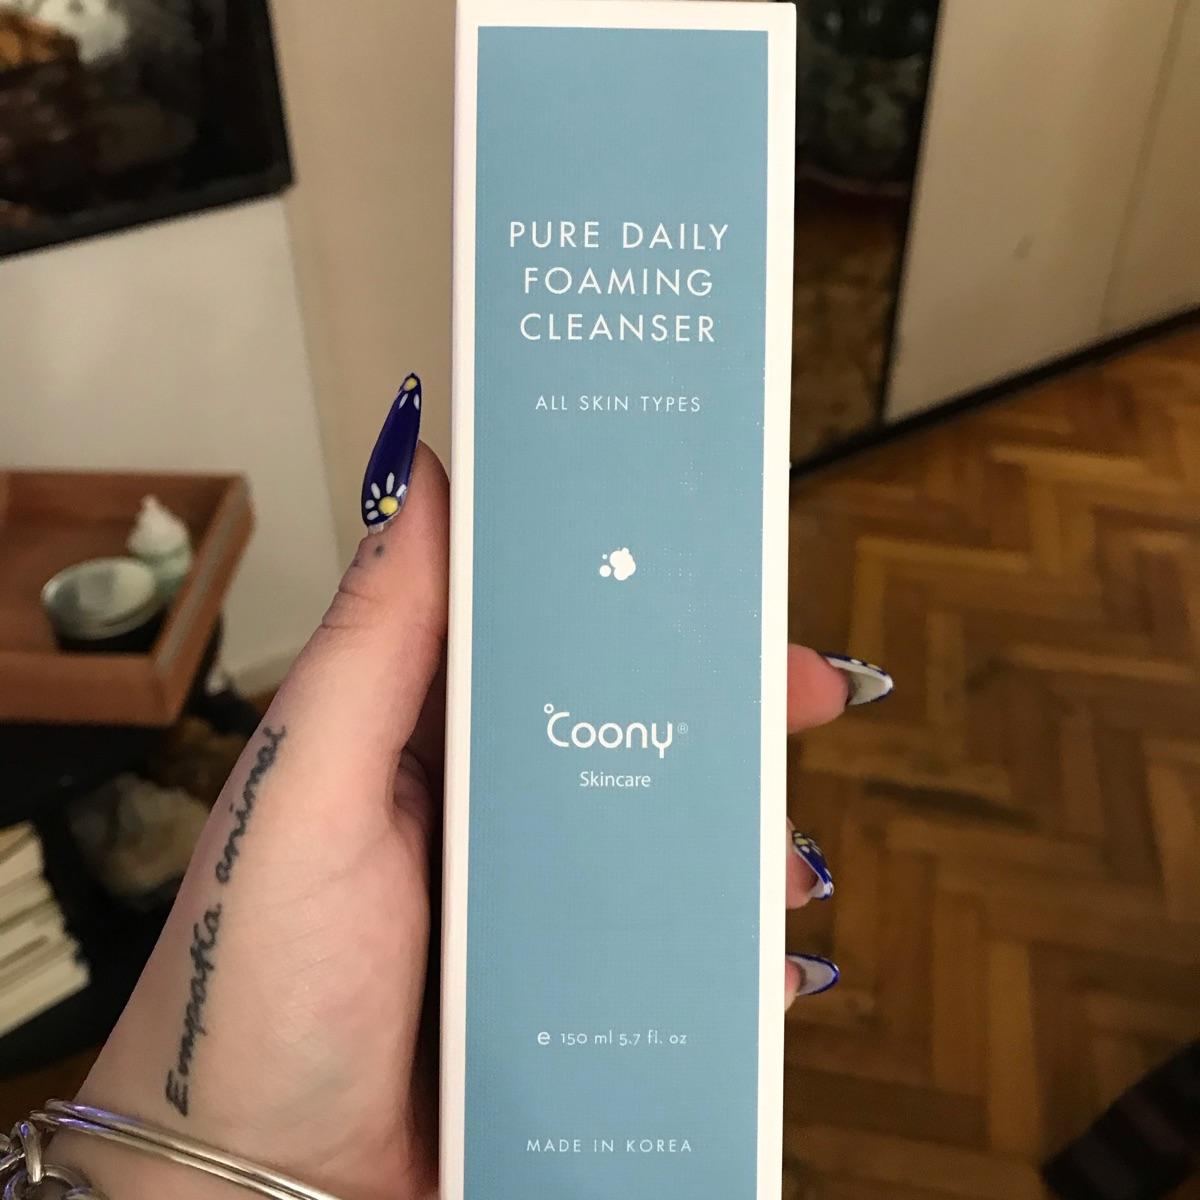 PURE DAILY
FOAMING
CLEANSER
ALL SKIN TYPES
Coony®
Skincare
e 150 ml 5.7 fl. oz
MADE IN KOREA
Empatía animal